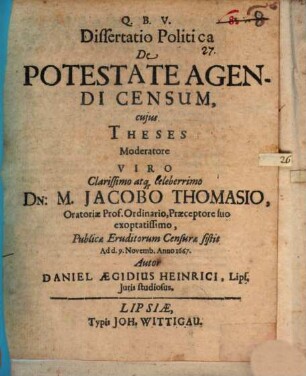 Q. B. V.
Dissertatio Politica
De
27.
POTESTATE AGEN-
DI CENSUM,
cujus
THESES
Moderatore
VIRO
Clarissimo atq, Celeberrimo
DN: M. JACOBO THOMASIO,
Oratoriæ Prof. Ordinario, Præceptore suo
exoptatissimo,
Publicæ Eruditorum Censuræ sistit
Ad d. 9. Novemb. Anno 1667.
Autor
DANIEL ÆGIDIUS HEINRICI, Lips.
Juris studiosus.
LIPSIÆ,
Typis JOH. WITTIGAU.
26